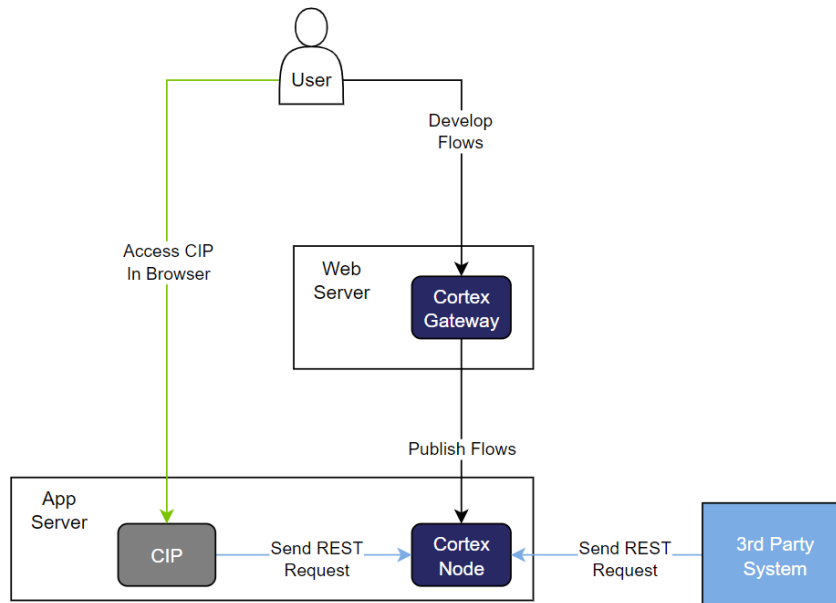 User
Develop
Flows
Access CIP
In Browser
Web
Server
Cortex
Gateway
Publish Flows
App
Server
CIP
Send REST
Request
Cortex
Node
Send REST
Request
3rd Party
System